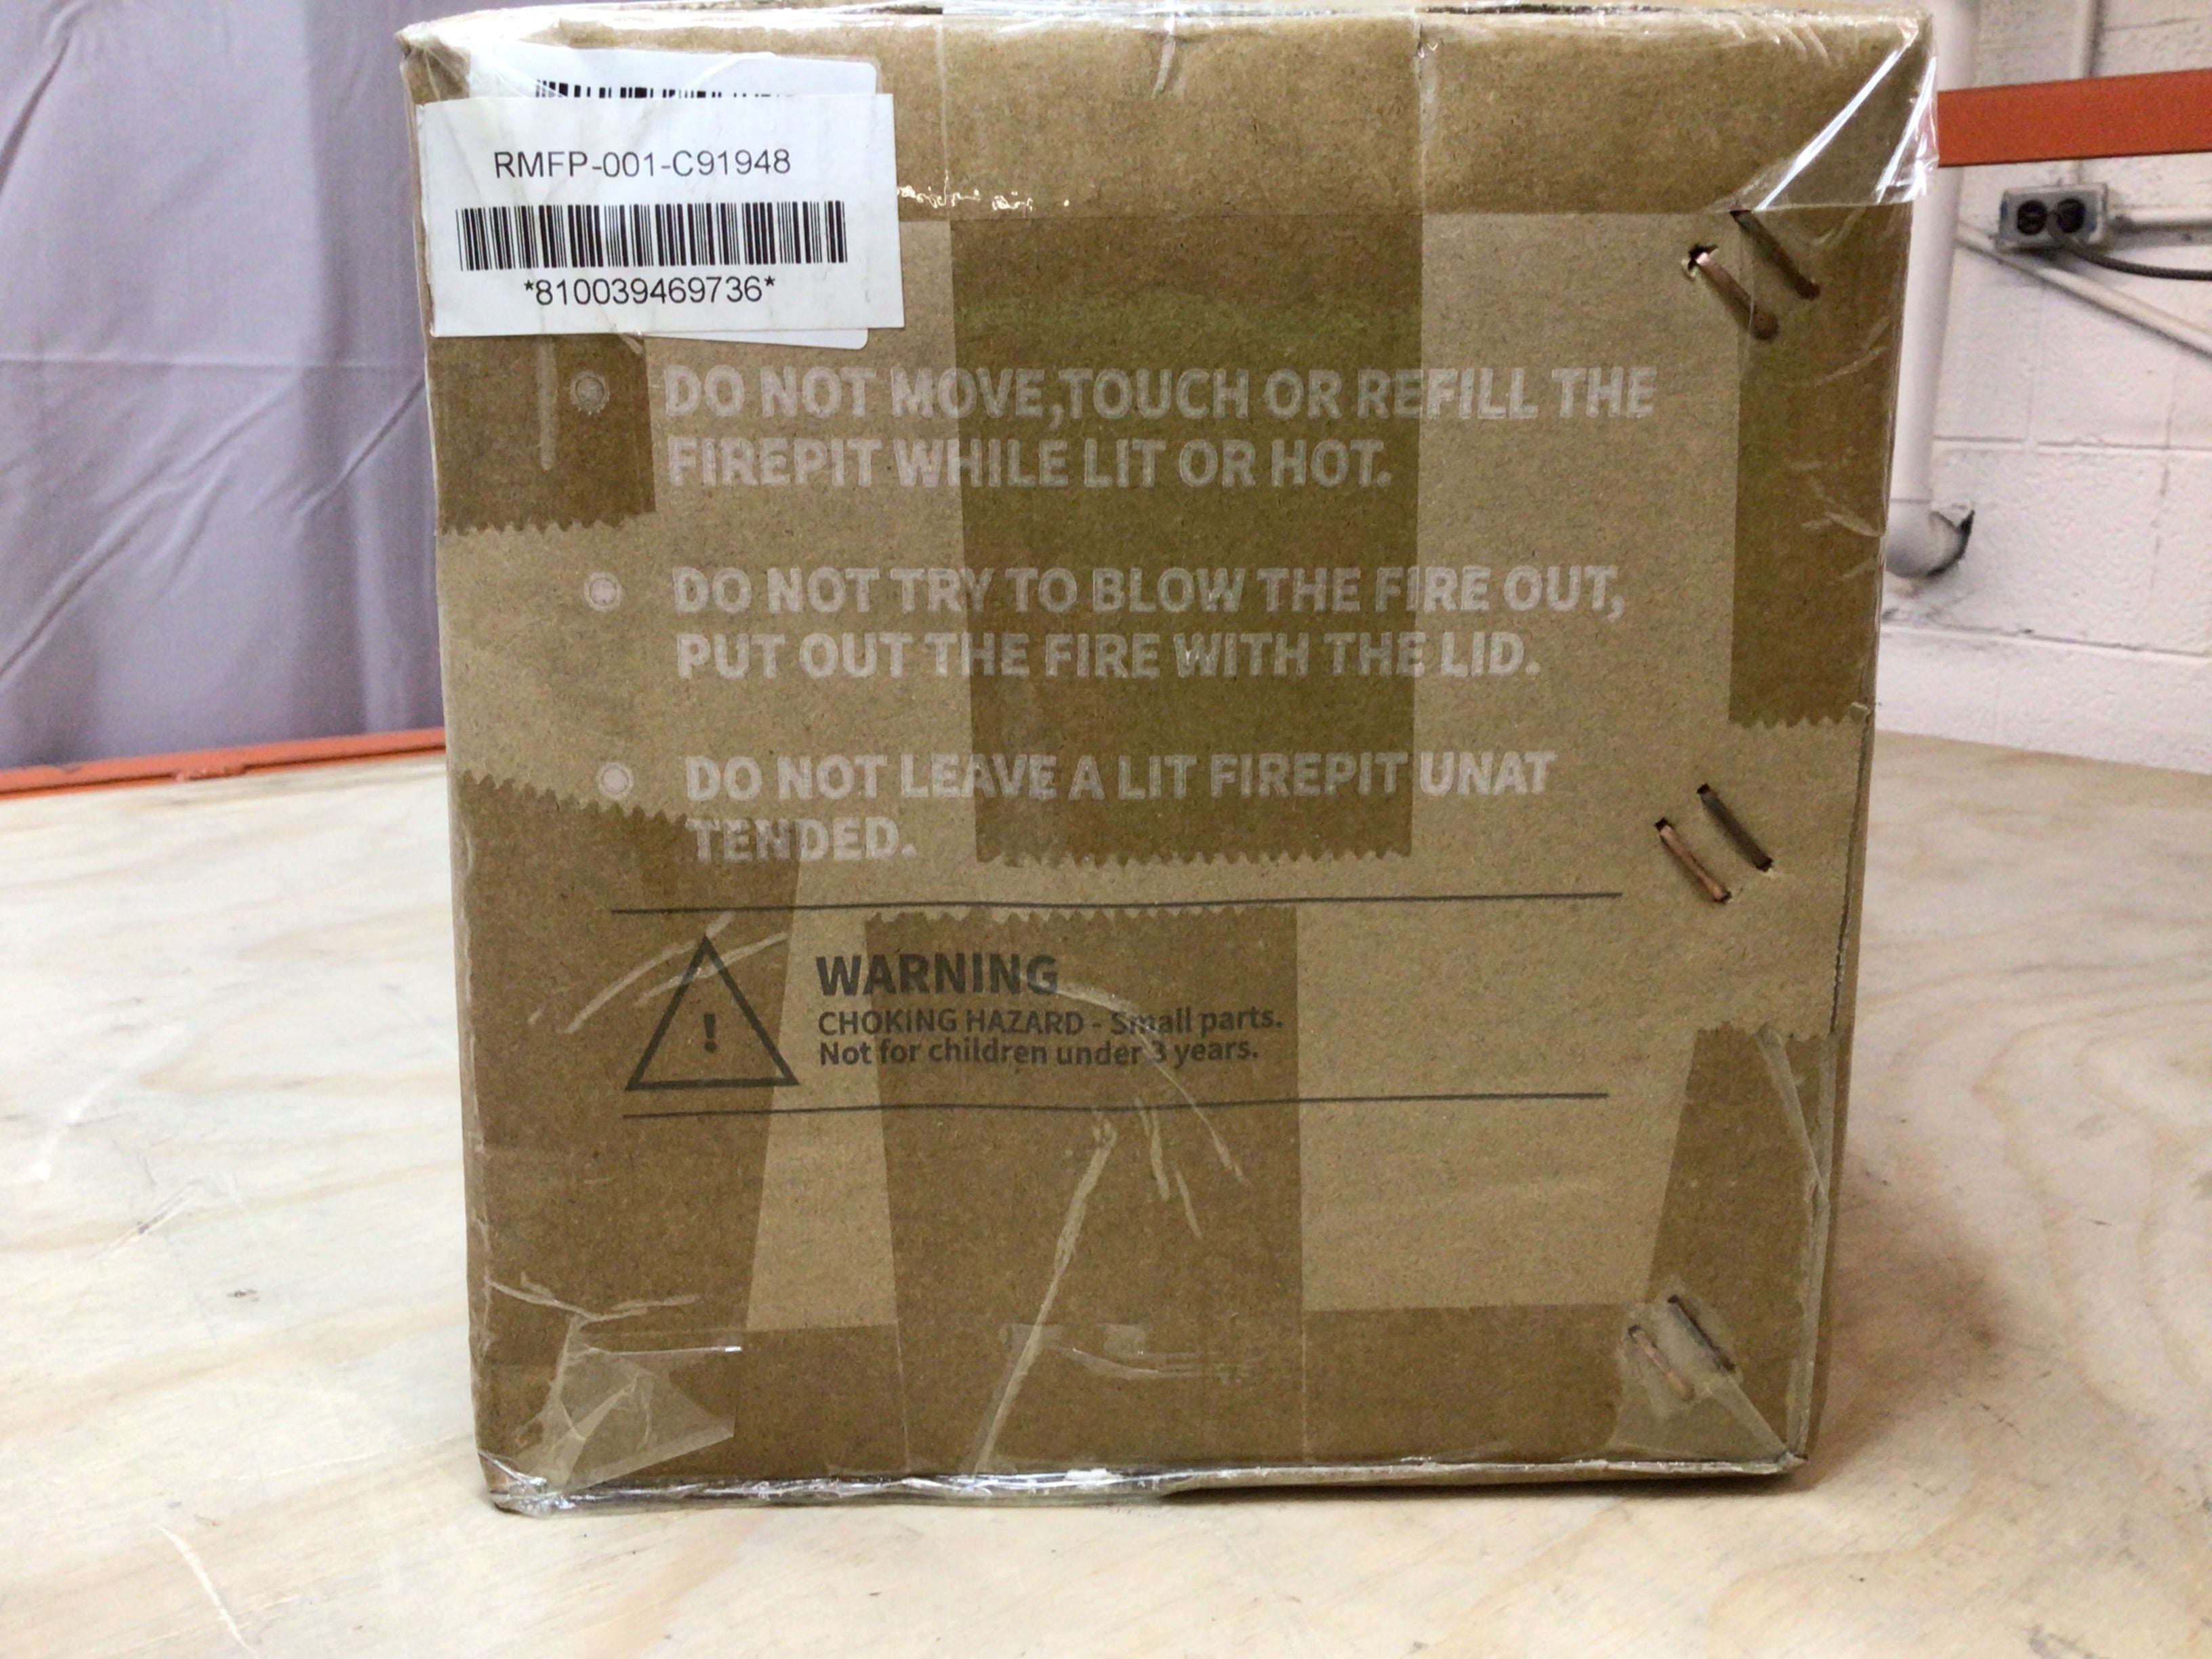 RMFP-001-C91948
*810039469736*
DO NOT MOVE,TOUCH OR REFILL THE
FIREPIT WHILE LIT OR HOT.
DO NOT TRY TO BLOW THE FIRE OUT,
PUT OUT THE FIRE WITH THE LID.
DO NOT LEAVE A LIT FIREPIT UNAT
TENDED.
!
WARNING
CHOKING HAZARD - Small parts.
Not for children under 3 years.